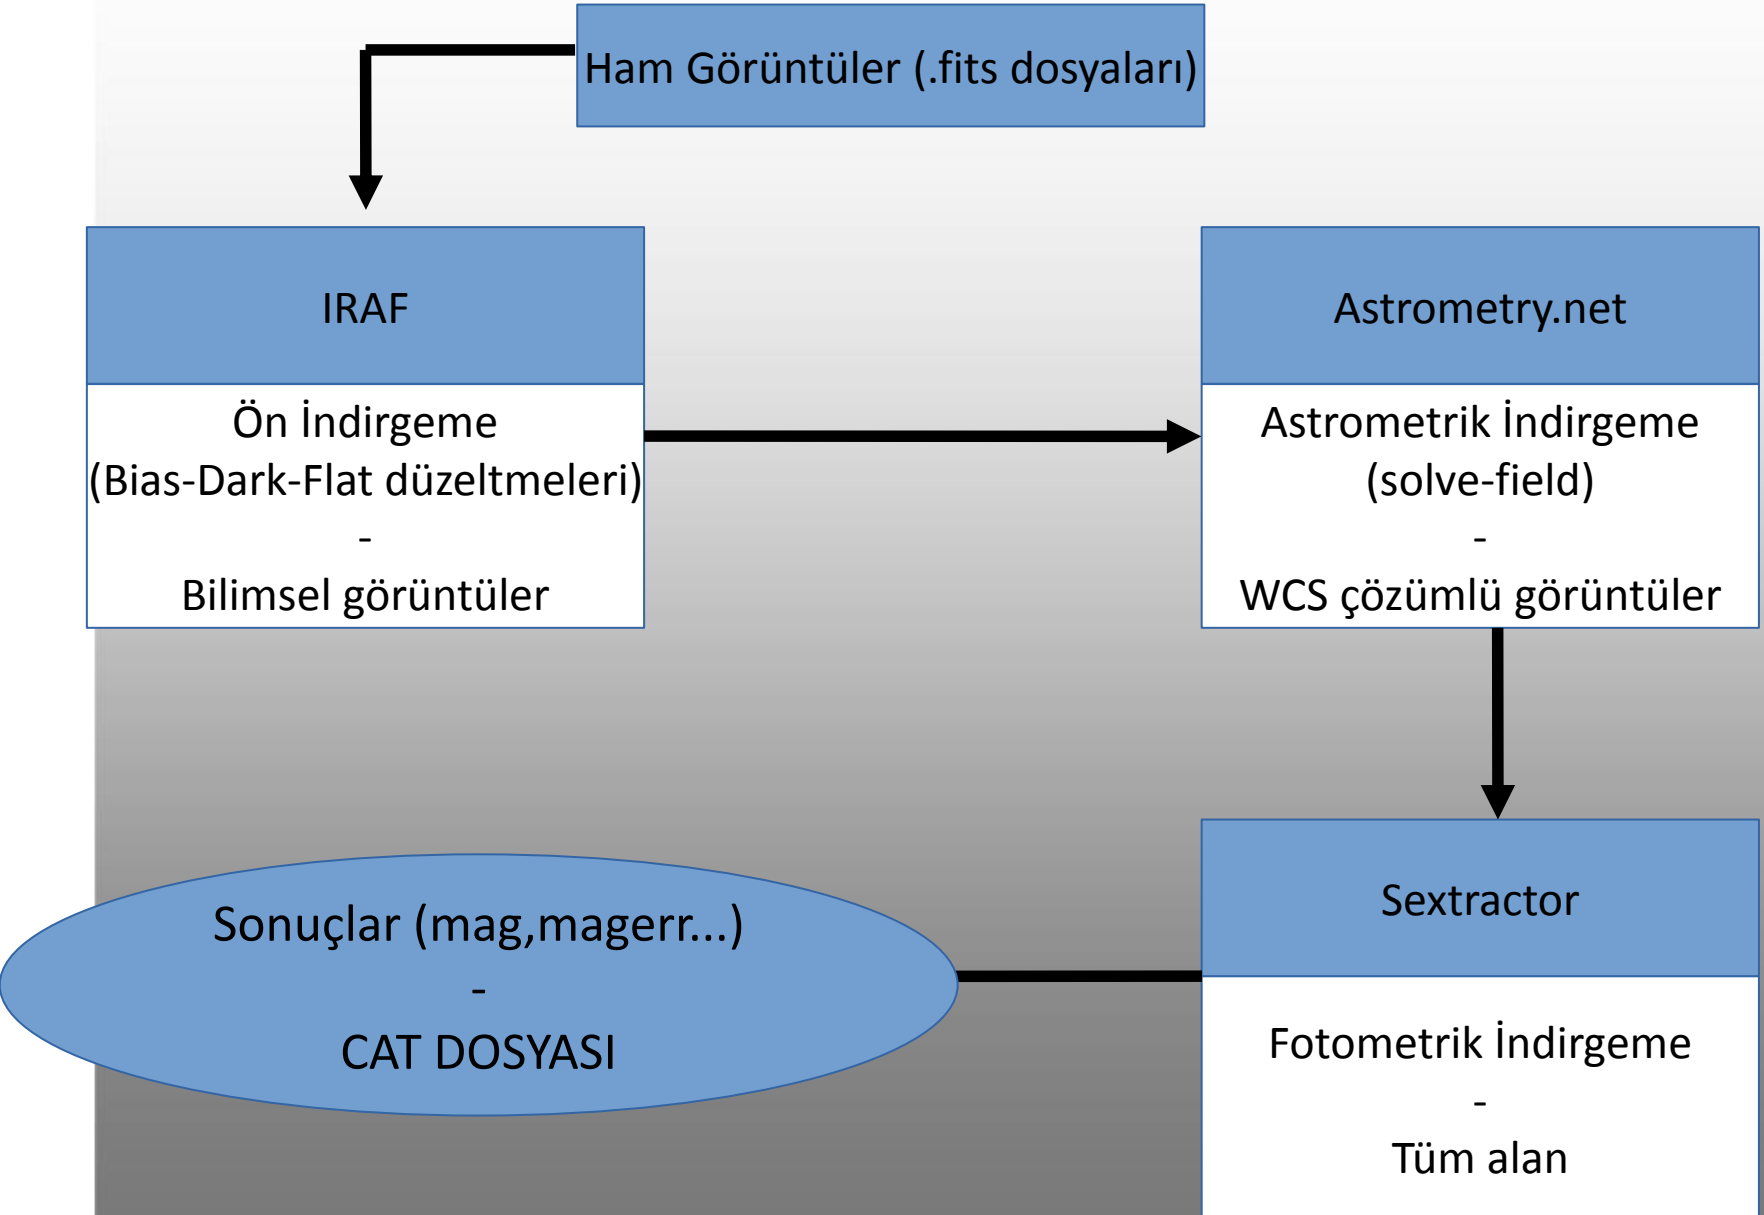 Ham Görüntüler (.fits dosyaları)
IRAF
Ön İndirgeme
(Bias-Dark-Flat düzeltmeleri)
-
Bilimsel görüntüler
Astrometry.net
Astrometrik İndirgeme
(solve-field)
-
WCS çözümlü görüntüler
Sextractor
Fotometrik İndirgeme
-
Tüm alan
Sonuçlar (mag,magerr...)
-
CAT DOSYASI